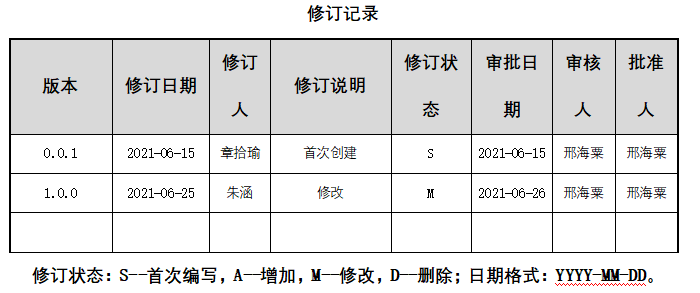 修订记录
版本 修订日期 修订人 修订说明 修订状态 审批日期 审核人 批准人
0.0.1 2021-06-15 章拾瑜 首次创建 S 2021-06-15 邢海粟 邢海粟
1.0.0 2021-06-25 朱涵 修改 M 2021-06-26 邢海粟 邢海粟
修订状态：S--首次编写，A--增加，M--修改，D--删除；日期格式：YYYY-MM-DD。